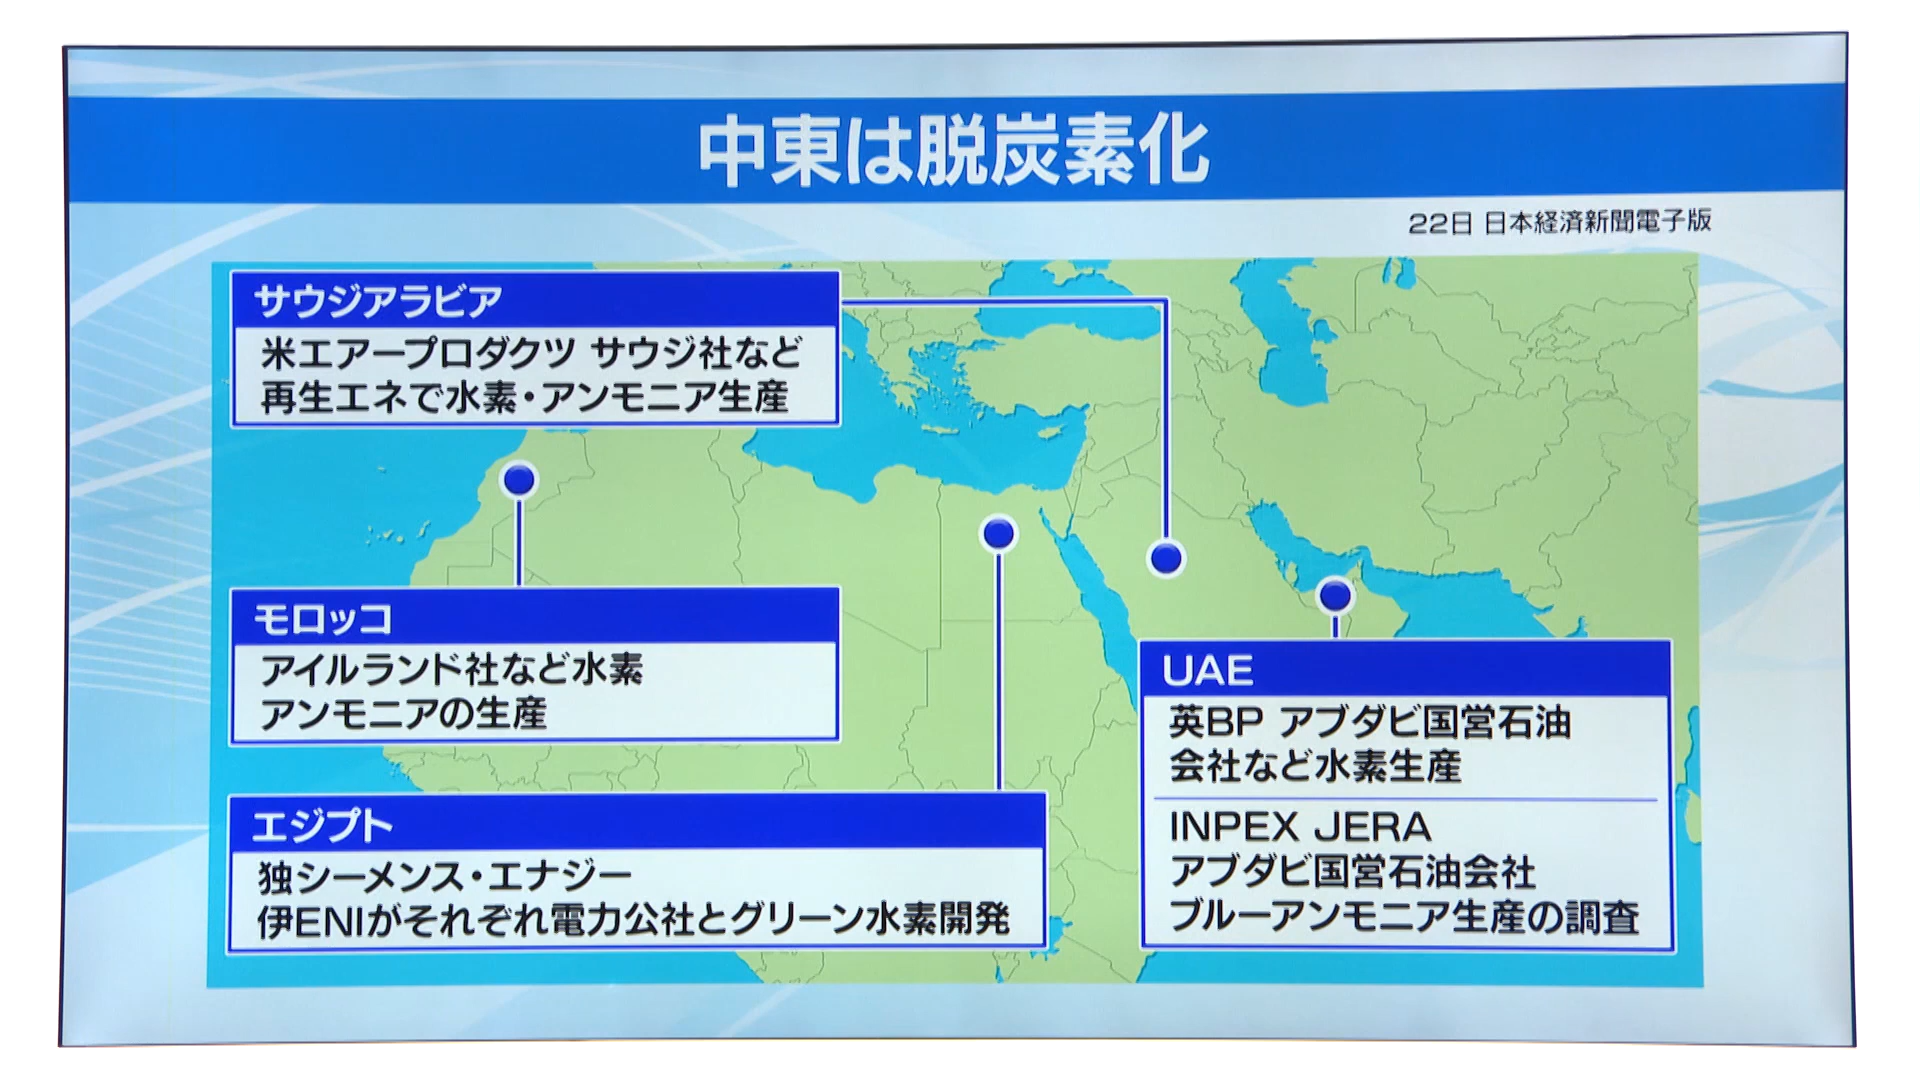 中東は脱炭素化
22日 日本経済新聞電子版
サウジアラビア
米エアープロダクツ サウジ社など
再生エネで水素・アンモニア生産
モロッコ
アイルランド社など水素
アンモニアの生産
エジプト
独シーメンス・エナジー
伊ENIがそれぞれ電力公社とグリーン水素開発
UAE
英BP アブダビ国営石油
会社など水素生産
INPEX JERA
アブダビ国営石油会社
ブルーアンモニア生産の調査